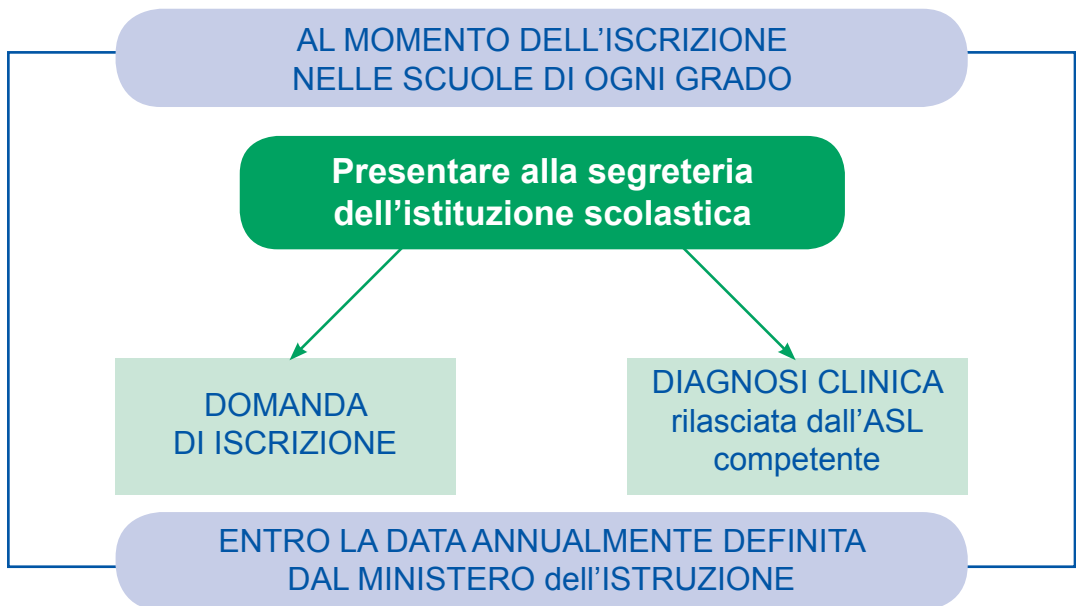 AL MOMENTO DELL’ISCRIZIONE
NELLE SCUOLE DI OGNI GRADO
Presentare alla segreteria
dell’istituzione scolastica
DOMANDA
DI ISCRIZIONE
DIAGNOSI CLINICA
rilasciata dall’ASL
competente
ENTRO LA DATA ANNUALMENTE DEFINITA
DAL MINISTERO dell’ISTRUZIONE